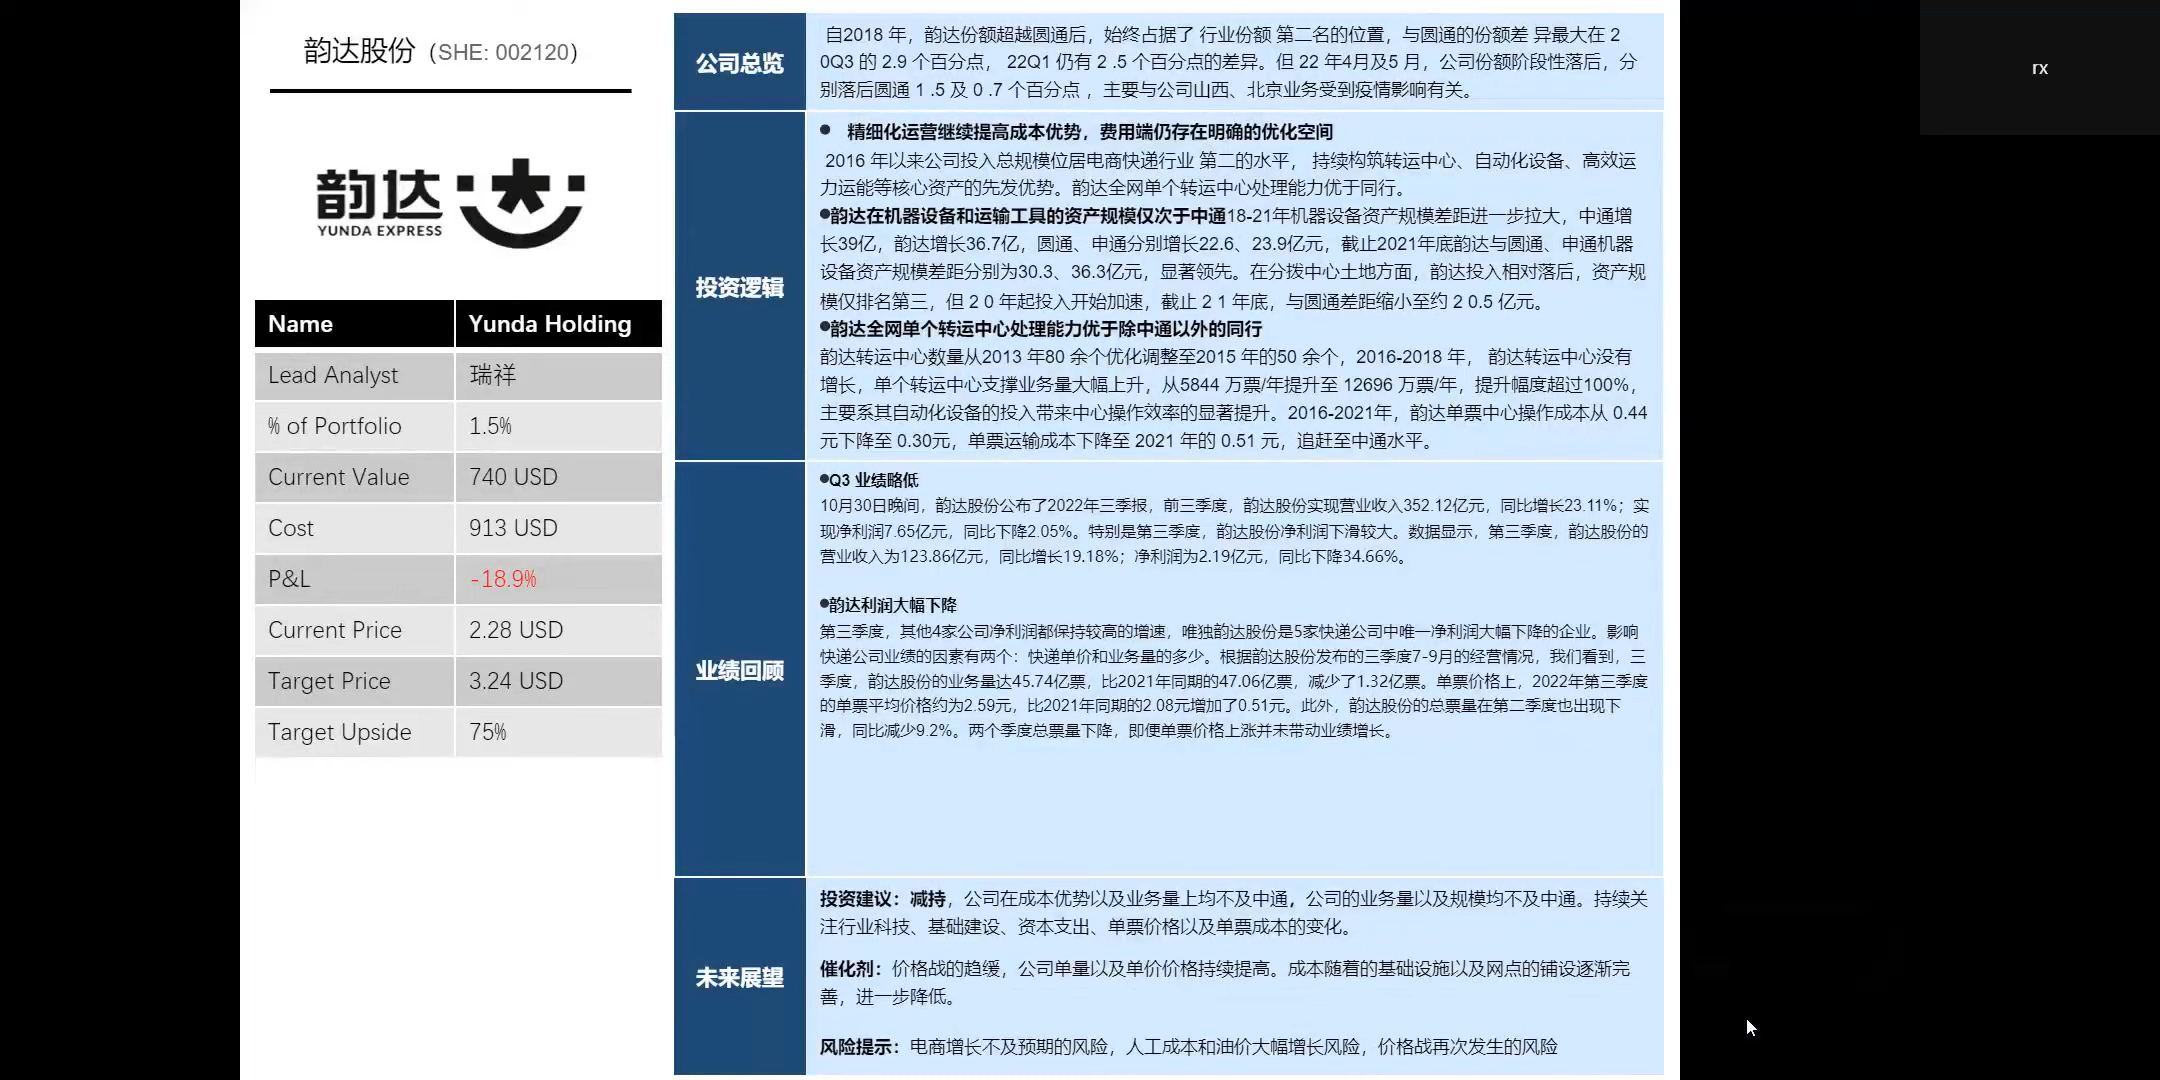 韵达股份（SHE: 002120）
韵达
YUNDA EXPRESS
Name Yunda Holding
Lead Analyst 瑞祥
% of Portfolio 1.5%
Current Value 740 USD
Cost 913 USD
P&L -18.9%
Current Price 2.28 USD
Target Price 3.24 USD
Target Upside 75%
公司总览
自2018 年，韵达份额超越圆通后，始终占据了 行业份额 第二名的位置，与圆通的份额差 异最大在 2
0Q3 的 2.9 个百分点， 22Q1 仍有 2 .5 个百分点的差异。但 22 年4月及5 月，公司份额阶段性落后，分
别落后圆通 1 .5 及 0 .7 个百分点 ，主要与公司山西、北京业务受到疫情影响有关。
投资逻辑
● 精细化运营继续提高成本优势，费用端仍存在明确的优化空间
2016 年以来公司投入总规模位居电商快递行业 第二的水平， 持续构筑转运中心、自动化设备、高效运
力运能等核心资产的先发优势。韵达全网单个转运中心处理能力优于同行。
●韵达在机器设备和运输工具的资产规模仅次于中通18-21年机器设备资产规模差距进一步拉大，中通增
长39亿，韵达增长36.7亿，圆通、申通分别增长22.6、23.9亿元，截止2021年底韵达与圆通、申通机器
设备资产规模差距分别为30.3、36.3亿元，显著领先。在分拨中心土地方面，韵达投入相对落后，资产规
模仅排名第三，但 2 0 年起投入开始加速，截止 2 1 年底，与圆通差距缩小至约 2 0.5 亿元。
●韵达全网单个转运中心处理能力优于除中通以外的同行
韵达转运中心数量从2013 年80 余个优化调整至2015 年的50 余个，2016-2018 年， 韵达转运中心没有
增长，单个转运中心支撑业务量大幅上升，从5844 万票/年提升至 12696 万票/年，提升幅度超过100%，
主要系其自动化设备的投入带来中心操作效率的显著提升。2016-2021年，韵达单票中心操作成本从 0.44
元下降至 0.30元，单票运输成本下降至 2021 年的 0.51 元，追赶至中通水平。
业绩回顾
●Q3 业绩略低
10月30日晚间，韵达股份公布了2022年三季报，前三季度，韵达股份实现营业收入352.12亿元，同比增长23.11%；实
现净利润7.65亿元，同比下降2.05%。特别是第三季度，韵达股份净利润下滑较大。数据显示，第三季度，韵达股份的
营业收入为123.86亿元，同比增长19.18%；净利润为2.19亿元，同比下降34.66%。
●韵达利润大幅下降
第三季度，其他4家公司净利润都保持较高的增速，唯独韵达股份是5家快递公司中唯一净利润大幅下降的企业。影响
快递公司业绩的因素有两个：快递单价和业务量的多少。根据韵达股份发布的三季度7-9月的经营情况，我们看到，三
季度，韵达股份的业务量达45.74亿票，比2021年同期的47.06亿票，减少了1.32亿票。单票价格上，2022年第三季度
的单票平均价格约为2.59元，比2021年同期的2.08元增加了0.51元。此外，韵达股份的总票量在第二季度也出现下
滑，同比减少9.2%。两个季度总票量下降，即便单票价格上涨并未带动业绩增长。
未来展望
投资建议：减持，公司在成本优势以及业务量上均不及中通，公司的业务量以及规模均不及中通。持续关
注行业科技、基础建设、资本支出、单票价格以及单票成本的变化。
催化剂：价格战的趋缓，公司单量以及单价价格持续提高。成本随着的基础设施以及网点的铺设逐渐完
善，进一步降低。
风险提示：电商增长不及预期的风险，人工成本和油价大幅增长风险，价格战再次发生的风险
rx